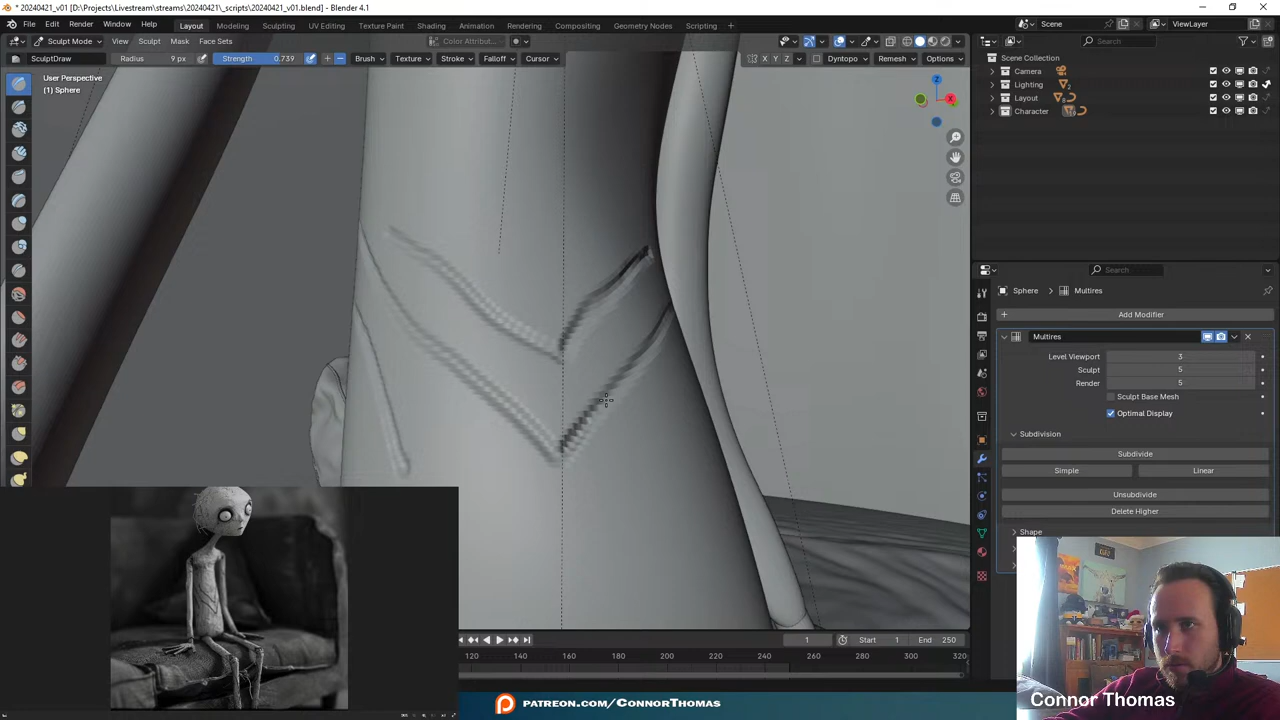 * 20240421_v01 [D:\Projects\Livestream\streams\20240421\_scripts\20240421_v01.blend] - Blender 4.1
File Edit Render Window Help Layout Modeling Sculpting UV Editing Texture Paint Shading Animation Rendering Compositing Geometry Nodes Scripting + Scene ViewLayer
Sculpt Mode View Sculpt Mask Face Sets Color Attribut... Search
SculptDraw Radius 9 px Strength 0.739 Brush Texture Stroke Falloff Cursor X Y Z Dyntopo Remesh Options
Scene Collection
User Perspective
(1) Sphere
Camera
Lighting 2
Layout
Character
Z
X
Search
Sphere > Multires
Add Modifier
Multires
Level Viewport 3
Sculpt 5
Render 5
Sculpt Base Mesh
Optimal Display
Subdivision
Subdivide
Simple Linear
Unsubdivide
Delete Higher
Shape
1 Start 1 End 250
120 140 160 180 200 220 240 260 280 300 320
PATREON.COM/CONNORTHOMAS
Connor Thomas